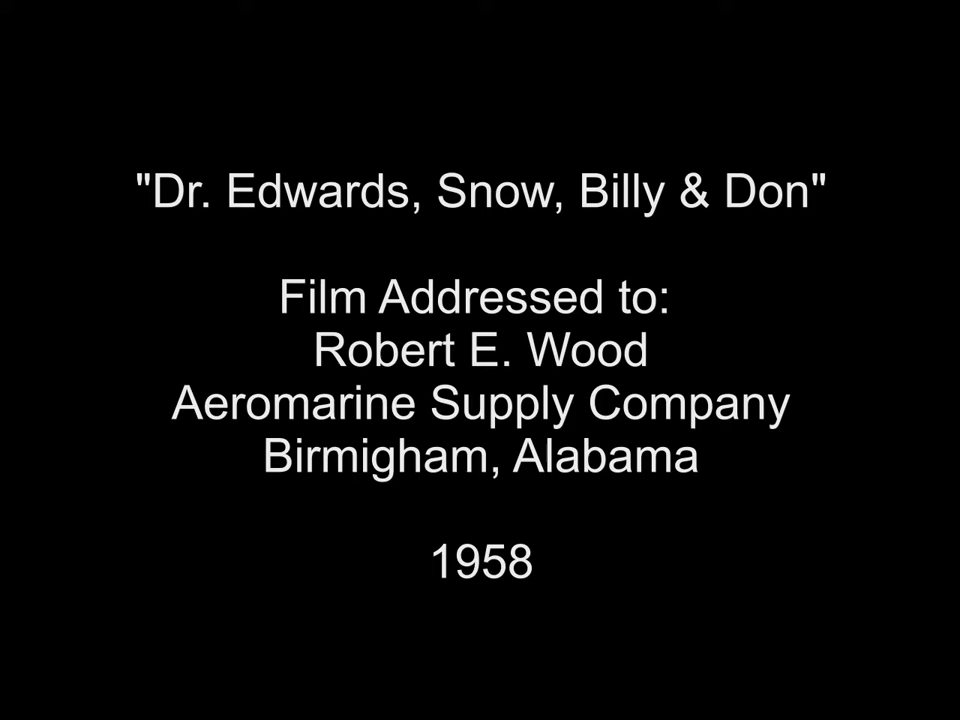 "Dr. Edwards, Snow, Billy & Don"
Film Addressed to:
Robert E. Wood
Aeromarine Supply Company
Birmigham, Alabama
1958